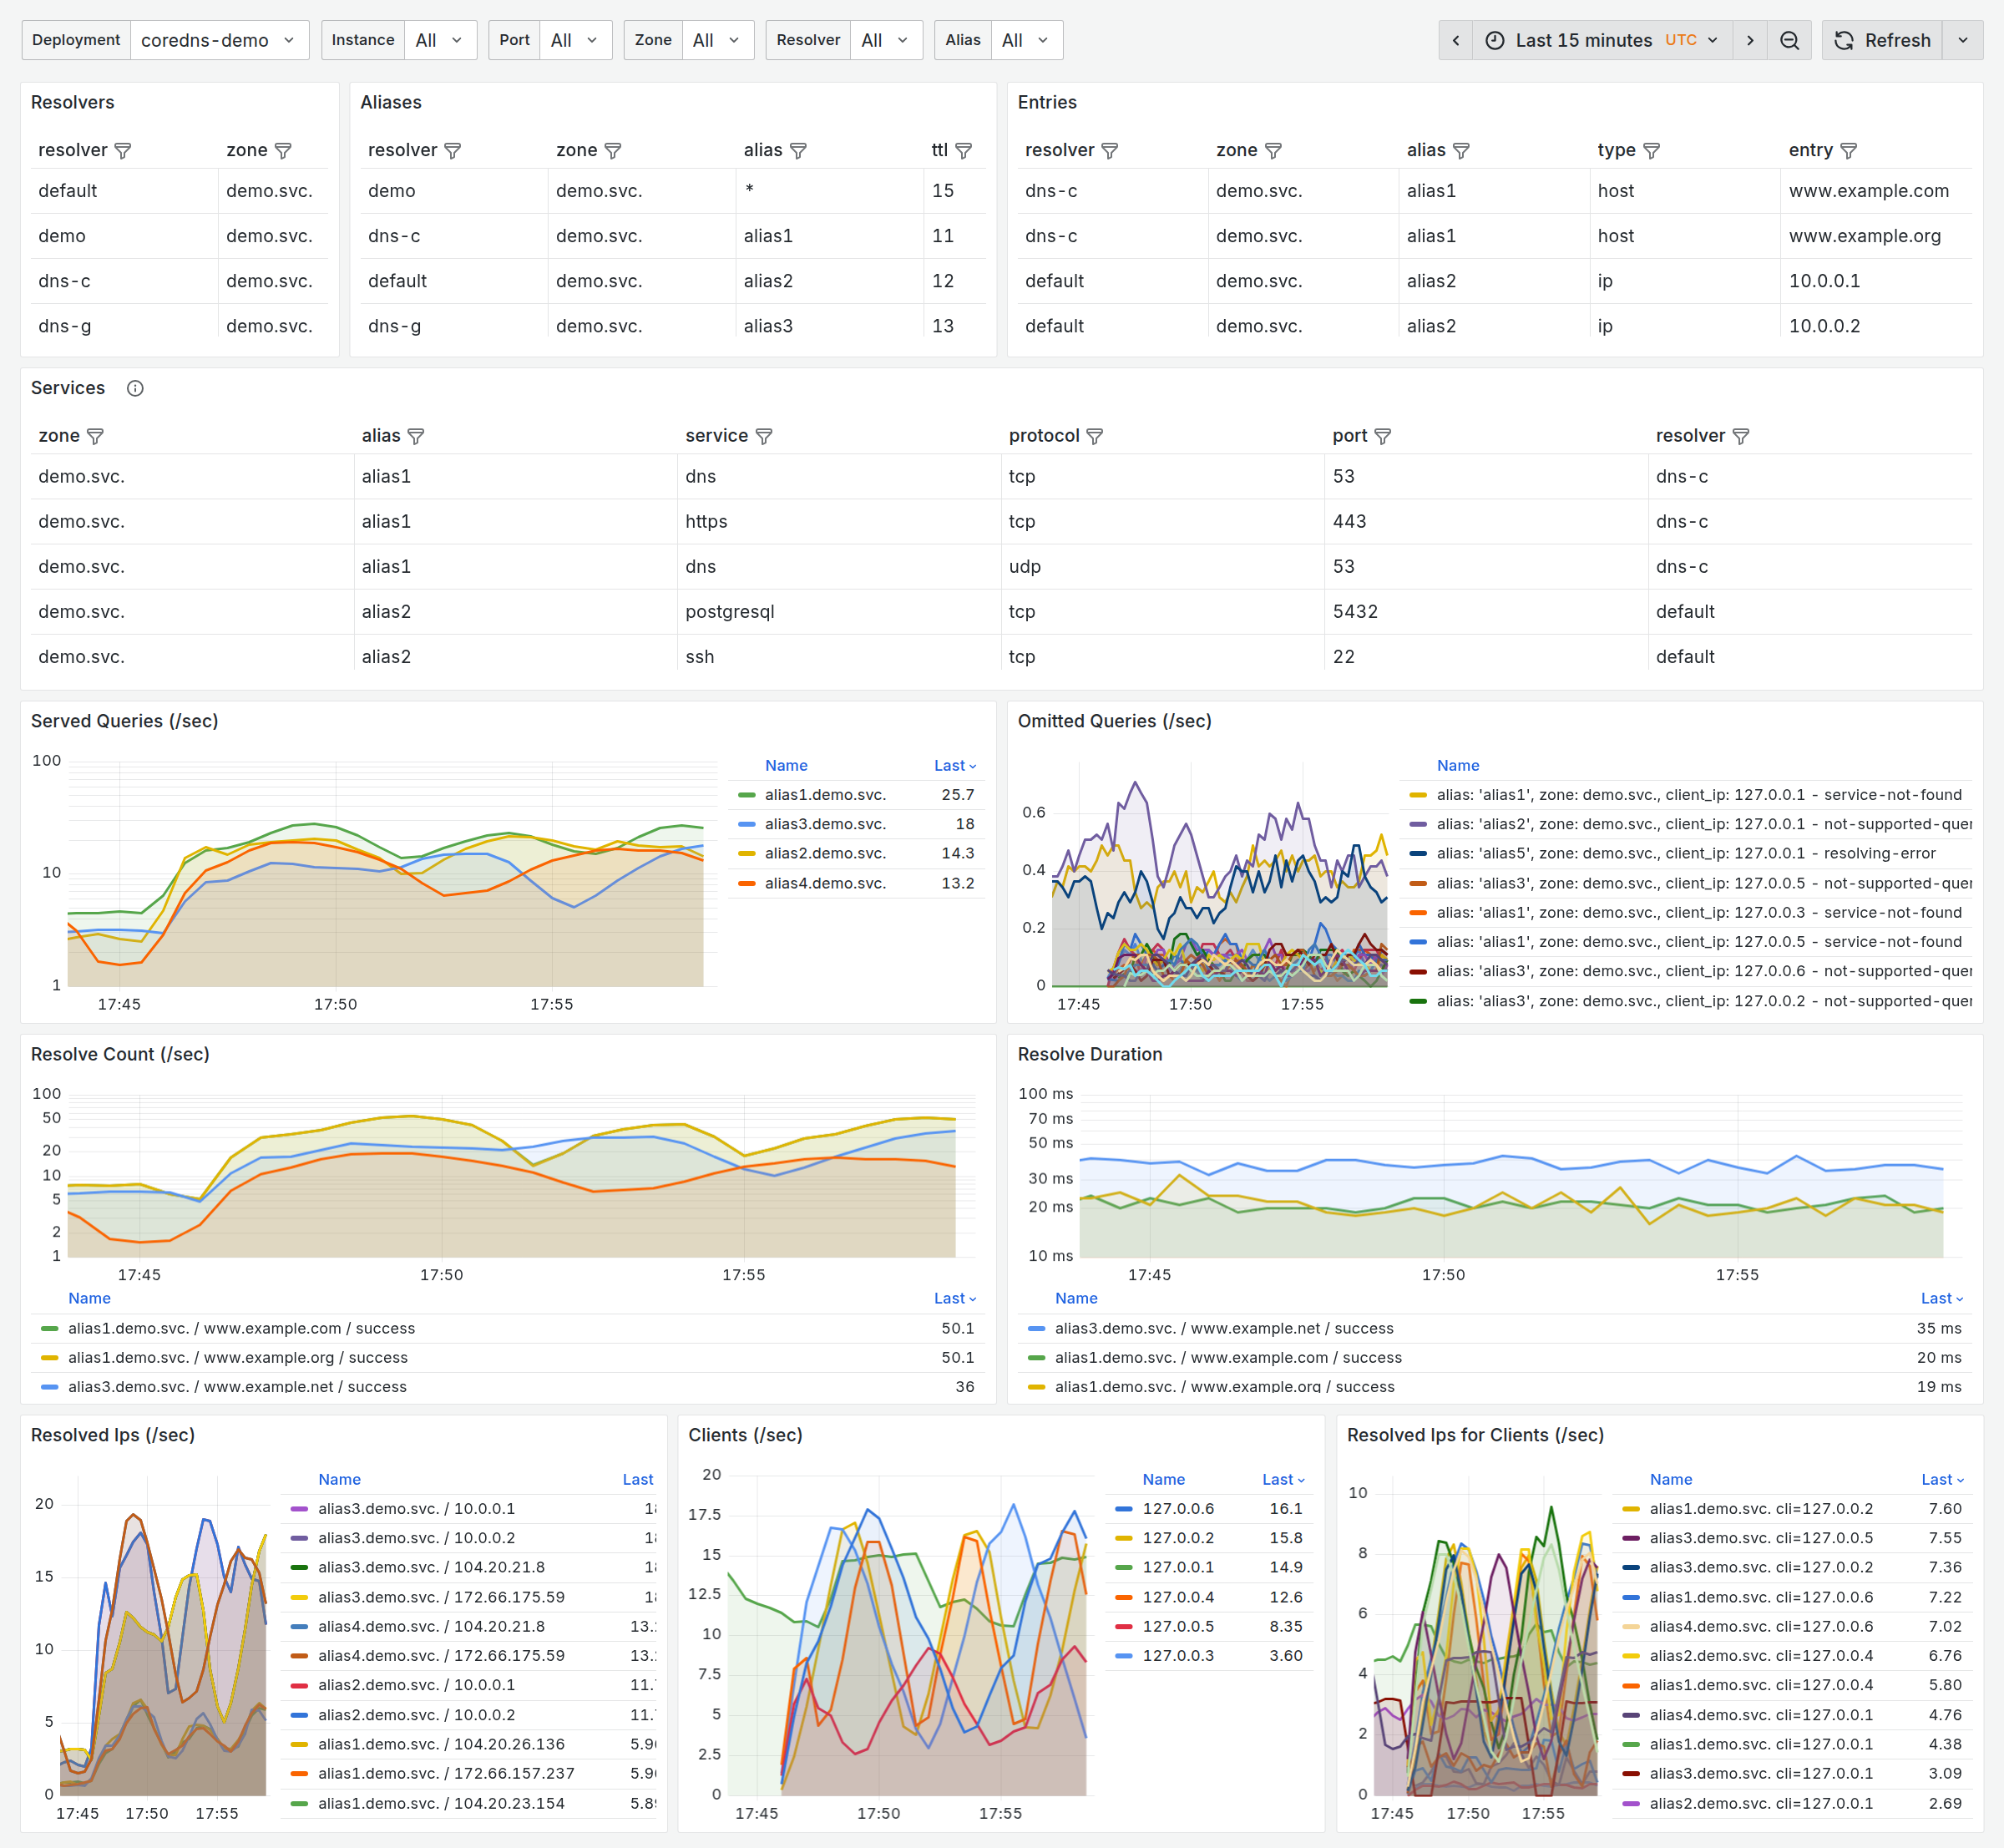 Deployment coredns-demo Instance All Port All Zone All Resolver All Alias All Last 15 minutes UTC Refresh
Resolvers
resolver zone
default demo.svc.
demo demo.svc.
dns-c demo.svc.
dns-g demo.svc.
Aliases
resolver zone alias ttl
demo demo.svc. * 15
dns-c demo.svc. alias1 11
default demo.svc. alias2 12
dns-g demo.svc. alias3 13
Entries
resolver zone alias type entry
dns-c demo.svc. alias1 host www.example.com
dns-c demo.svc. alias1 host www.example.org
default demo.svc. alias2 ip 10.0.0.1
default demo.svc. alias2 ip 10.0.0.2
Services
zone alias service protocol port resolver
demo.svc. alias1 dns tcp 53 dns-c
demo.svc. alias1 https tcp 443 dns-c
demo.svc. alias1 dns udp 53 dns-c
demo.svc. alias2 postgresql tcp 5432 default
demo.svc. alias2 ssh tcp 22 default
Served Queries (/sec)
100
10
1
17:45 17:50 17:55
Name Last
alias1.demo.svc. 25.7
alias3.demo.svc. 18
alias2.demo.svc. 14.3
alias4.demo.svc. 13.2
Omitted Queries (/sec)
0.6
0.4
0.2
0
17:45 17:50 17:55
Name
alias: 'alias1', zone: demo.svc., client_ip: 127.0.0.1 - service-not-found
alias: 'alias2', zone: demo.svc., client_ip: 127.0.0.1 - not-supported-quer
alias: 'alias5', zone: demo.svc., client_ip: 127.0.0.1 - resolving-error
alias: 'alias3', zone: demo.svc., client_ip: 127.0.0.5 - not-supported-quer
alias: 'alias1', zone: demo.svc., client_ip: 127.0.0.3 - service-not-found
alias: 'alias1', zone: demo.svc., client_ip: 127.0.0.5 - service-not-found
alias: 'alias3', zone: demo.svc., client_ip: 127.0.0.6 - not-supported-quer
alias: 'alias3', zone: demo.svc., client_ip: 127.0.0.2 - not-supported-quer
Resolve Count (/sec)
100
50
20
10
5
2
1
17:45 17:50 17:55
Name Last
alias1.demo.svc. / www.example.com / success 50.1
alias1.demo.svc. / www.example.org / success 50.1
alias3.demo.svc. / www.example.net / success 36
Resolve Duration
100 ms
70 ms
50 ms
30 ms
20 ms
10 ms
17:45 17:50 17:55
Name Last
alias3.demo.svc. / www.example.net / success 35 ms
alias1.demo.svc. / www.example.com / success 20 ms
alias1.demo.svc. / www.example.org / success 19 ms
Resolved Ips (/sec)
20
15
10
5
0
17:45 17:50 17:55
Name Last
alias3.demo.svc. / 10.0.0.1
alias3.demo.svc. / 10.0.0.2
alias3.demo.svc. / 104.20.21.8
alias3.demo.svc. / 172.66.175.59
alias4.demo.svc. / 104.20.21.8
alias4.demo.svc. / 172.66.175.59
alias2.demo.svc. / 10.0.0.1
alias2.demo.svc. / 10.0.0.2
alias1.demo.svc. / 104.20.26.136
alias1.demo.svc. / 172.66.157.237
alias1.demo.svc. / 104.20.23.154
Clients (/sec)
20
17.5
15
12.5
10
7.5
5
2.5
0
17:45 17:50 17:55
Name Last
127.0.0.6 16.1
127.0.0.2 15.8
127.0.0.1 14.9
127.0.0.4 12.6
127.0.0.5 8.35
127.0.0.3 3.60
Resolved Ips for Clients (/sec)
10
8
6
4
2
0
17:45 17:50 17:55
Name Last
alias1.demo.svc. cli=127.0.0.2 7.60
alias3.demo.svc. cli=127.0.0.5 7.55
alias3.demo.svc. cli=127.0.0.2 7.36
alias1.demo.svc. cli=127.0.0.6 7.22
alias4.demo.svc. cli=127.0.0.6 7.02
alias2.demo.svc. cli=127.0.0.4 6.76
alias1.demo.svc. cli=127.0.0.4 5.80
alias4.demo.svc. cli=127.0.0.1 4.76
alias1.demo.svc. cli=127.0.0.1 4.38
alias3.demo.svc. cli=127.0.0.1 3.09
alias2.demo.svc. cli=127.0.0.1 2.69